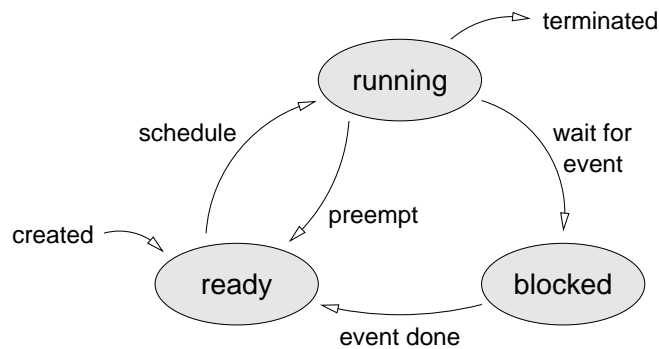 terminated
running
schedule
wait for
event
preempt
created
ready
blocked
event done